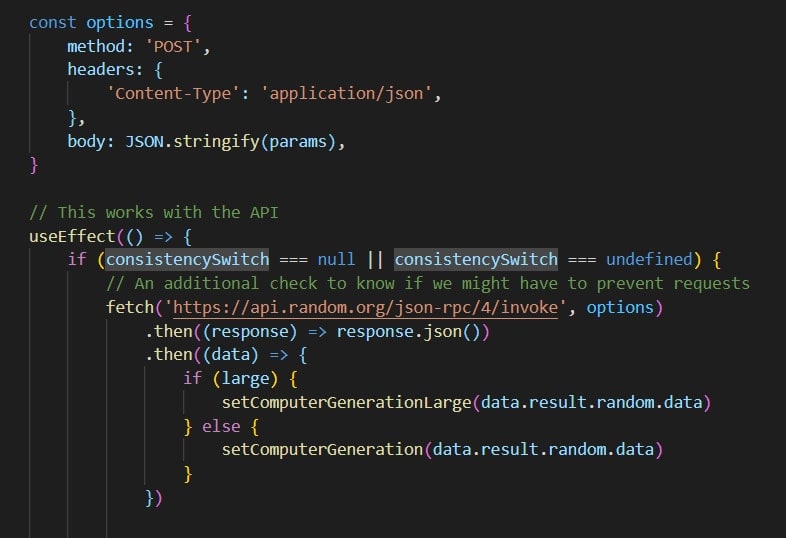 const options = {
    method: 'POST',
    headers: {
        'Content-Type': 'application/json',
    },
    body: JSON.stringify(params),
}

// This works with the API
useEffect(() => {
    if (consistencySwitch === null || consistencySwitch === undefined) {
        // An additional check to know if we might have to prevent requests
        fetch('https://api.random.org/json-rpc/4/invoke', options)
            .then((response) => response.json())
            .then((data) => {
                if (large) {
                    setComputerGenerationLarge(data.result.random.data)
                } else {
                    setComputerGeneration(data.result.random.data)
                }
            })